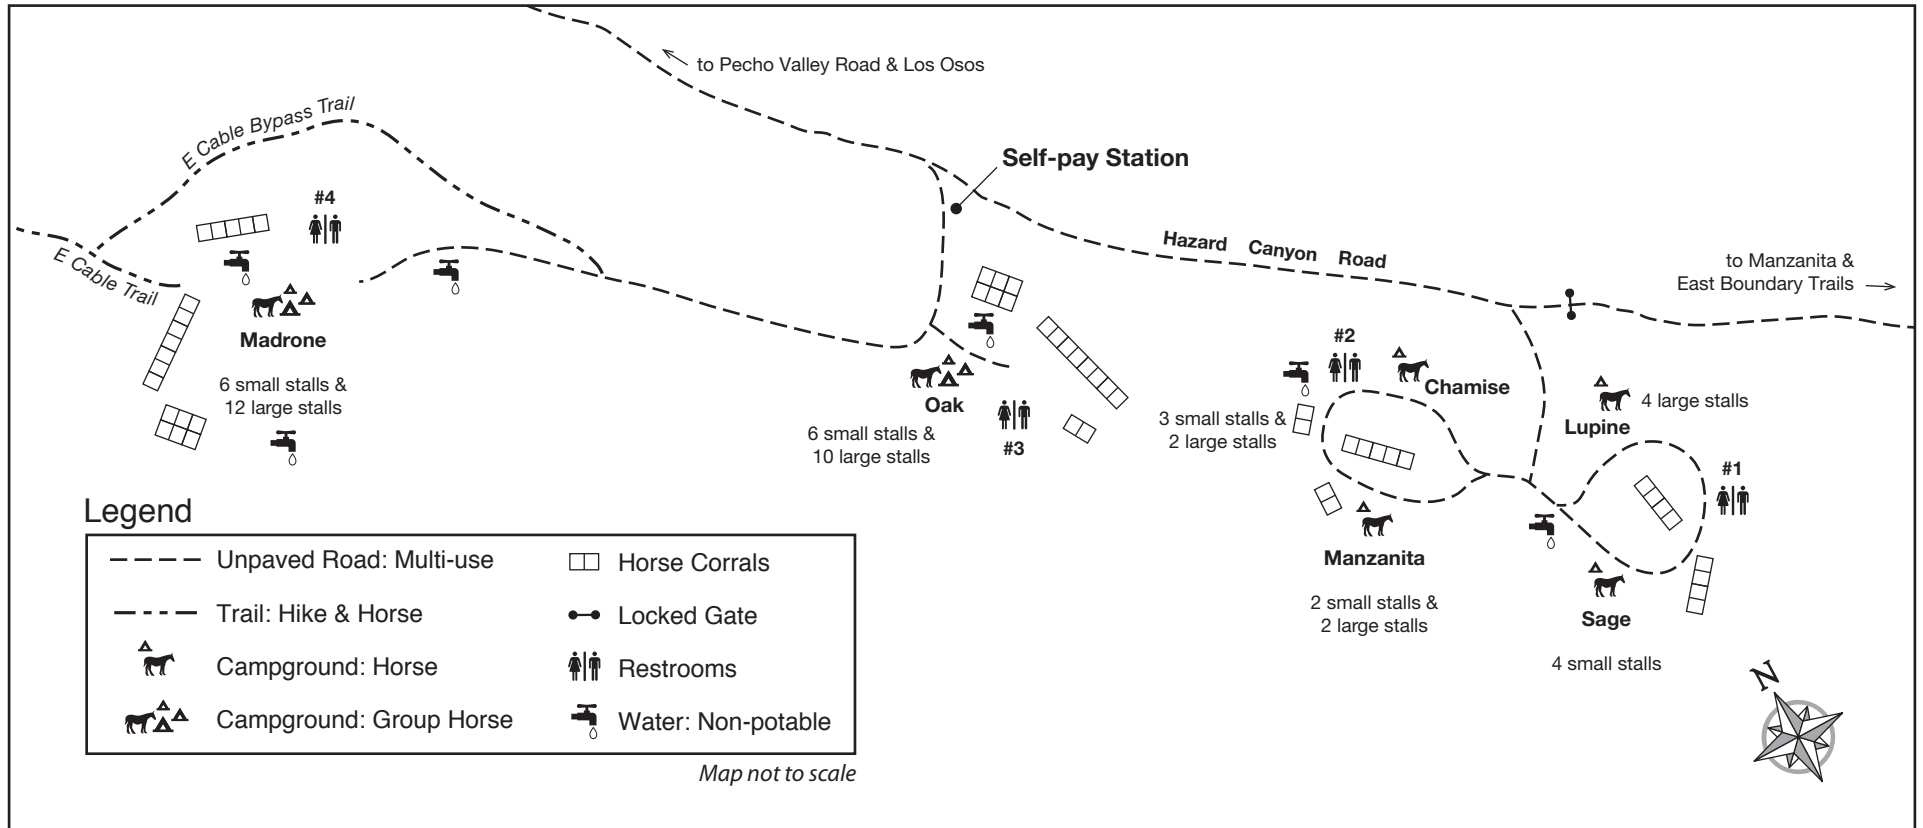 to Pecho Valley Road & Los Osos
E Cable Bypass Trail
Self-pay Station
#4
Hazard Canyon Road
to Manzanita &
East Boundary Trails
E Cable Trail
Madrone
6 small stalls &
12 large stalls
Oak
6 small stalls &
10 large stalls
#3
#2
Chamise
3 small stalls &
2 large stalls
4 large stalls
Lupine
#1
Manzanita
2 small stalls &
2 large stalls
Sage
4 small stalls
N
Legend
Unpaved Road: Multi-use
Trail: Hike & Horse
Campground: Horse
Campground: Group Horse
Horse Corrals
Locked Gate
Restrooms
Water: Non-potable
Map not to scale